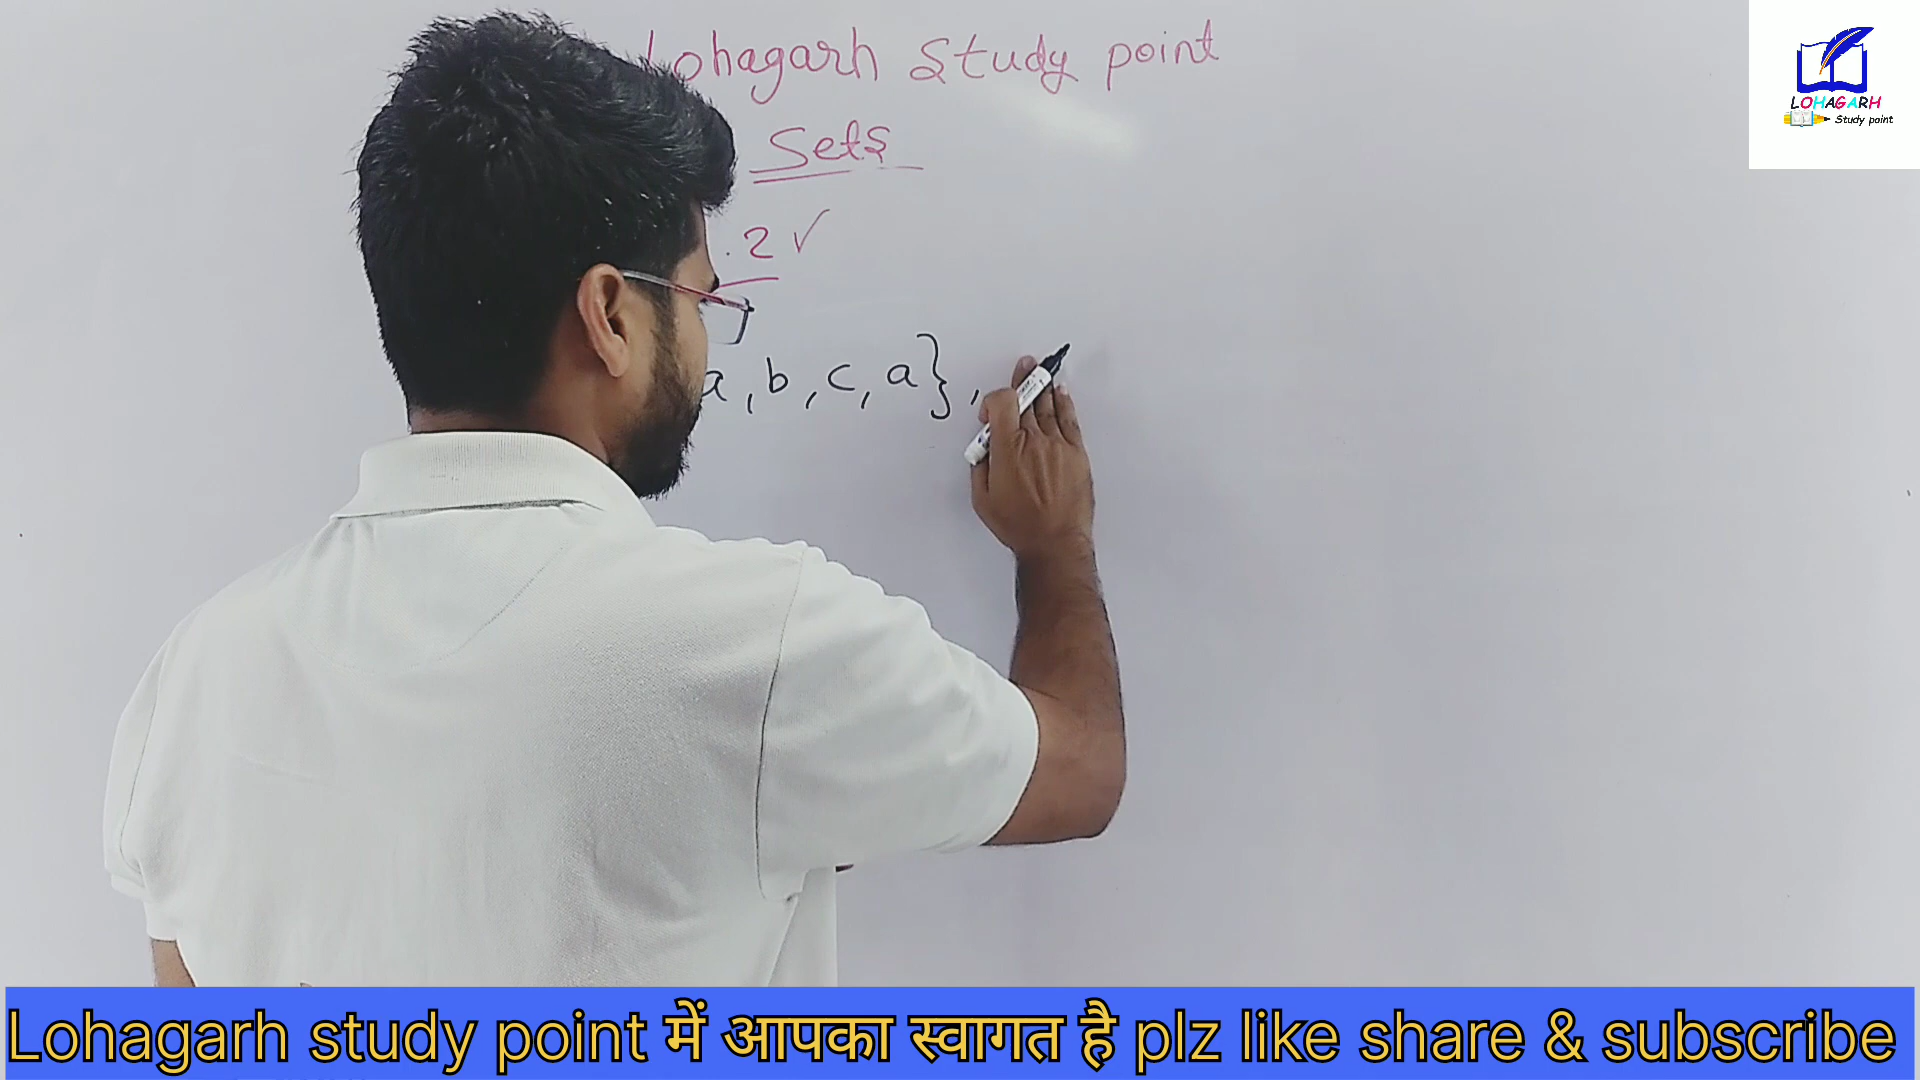 Lohagarh Study point
LOHAGARH
Study point
Sets
.2 ✓
a, b, c, a},
Lohagarh study point में आपका स्वागत है plz like share & subscribe